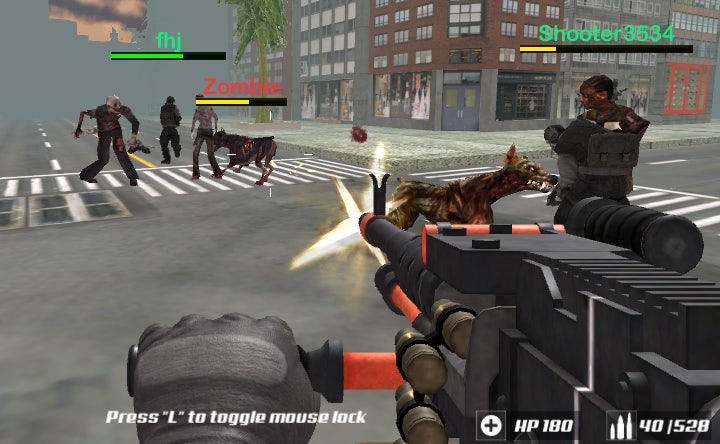 fhj
Shooter3534
Zombie
Press "L" to toggle mouse lock
HP 180
40/528